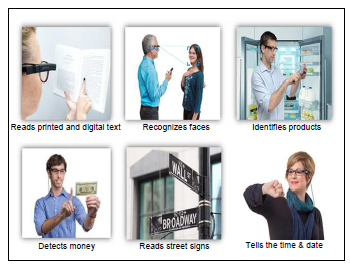 Reads printed and digital text
Recognizes faces
Identifies products
WALL ST
BROADWAY
Detects money
Reads street signs
Tells the time & date